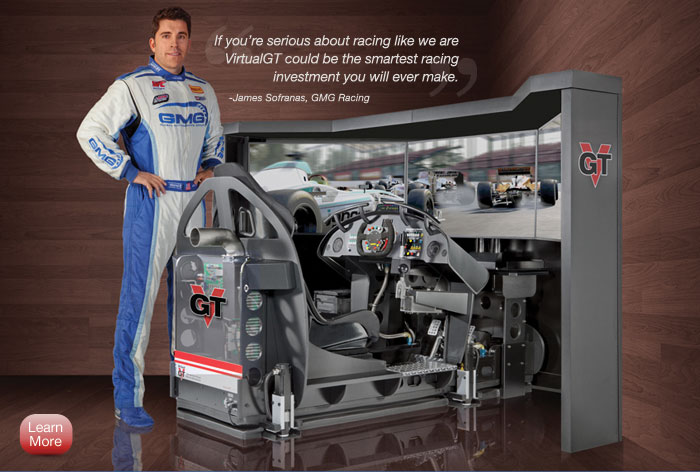 If you're serious about racing like we are
VirtualGT could be the smartest racing
investment you will ever make.
-James Sofranas, GMG Racing
GMG
GMG
GT
V
GT
V
Learn
More